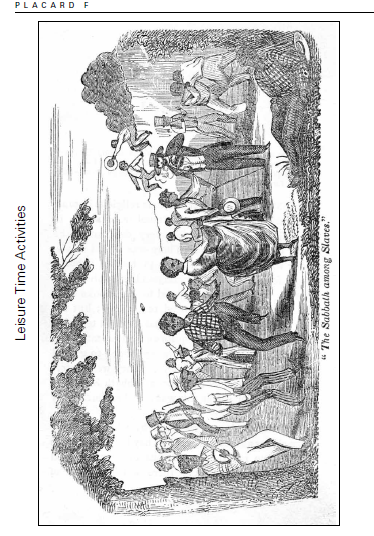 PLACARD F
Leisure Time Activities
"The Sabbath among Slaves."